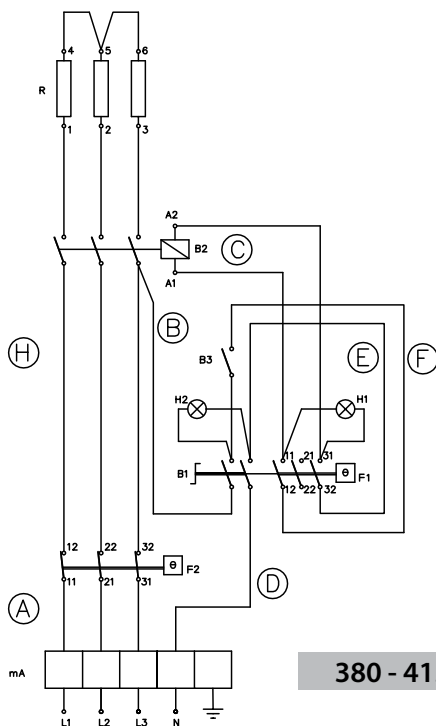 4 5 6
R
1 2 3
A2
B2 C
A1
H B E F
B3
H2 H1
11 21 31
B1 F1
θ
12 22 32
12 22 32
θ F2
11 21 31
D
A
mA
380 - 41
L1 L2 L3 N